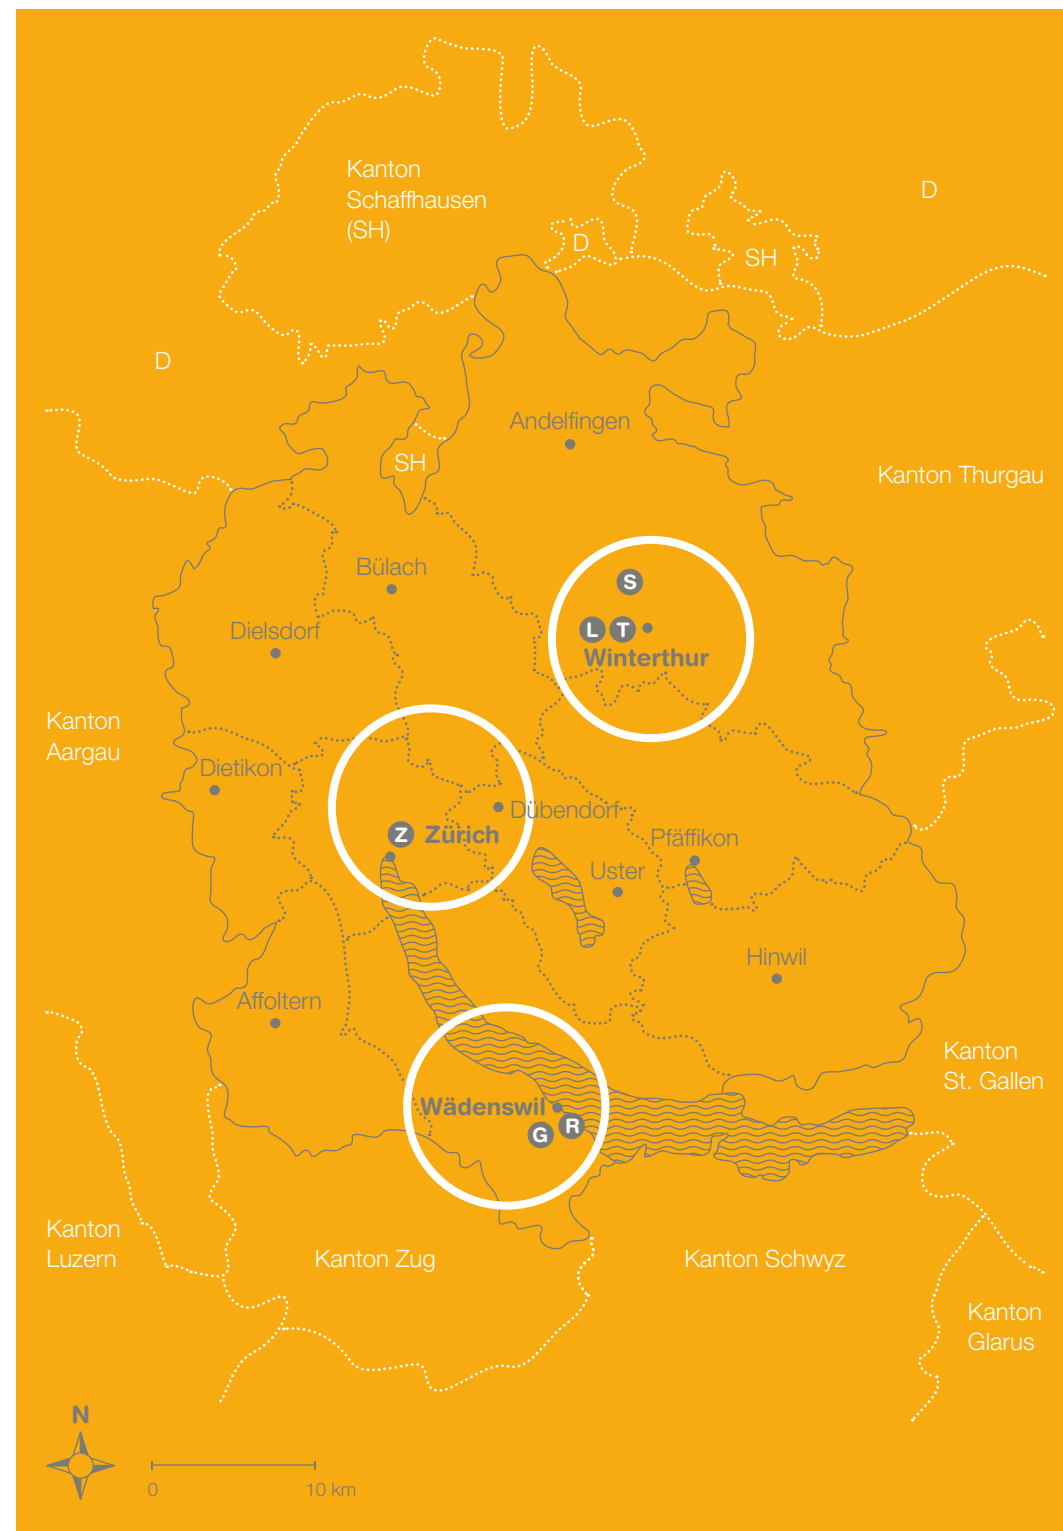 Kanton
Schaffhausen
(SH)
D
D
SH
D
Andelfingen
SH
Kanton Thurgau
Bülach
S
Dielsdorf
L
T
Winterthur
Kanton
Aargau
Dietikon
Dübendorf
Z
Zürich
Pfäffikon
Uster
Hinwil
Affoltern
Kanton
St. Gallen
Wädenswil
G
R
Kanton
Luzern
Kanton Zug
Kanton Schwyz
Kanton
Glarus
N
0
10 km